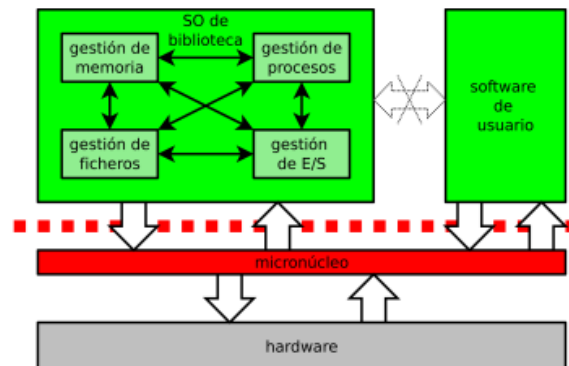 SO de
biblioteca
gestión de
memoria
gestión de
procesos
gestión de
ficheros
gestión
de E/S
software
de
usuario
micronúcleo
hardware